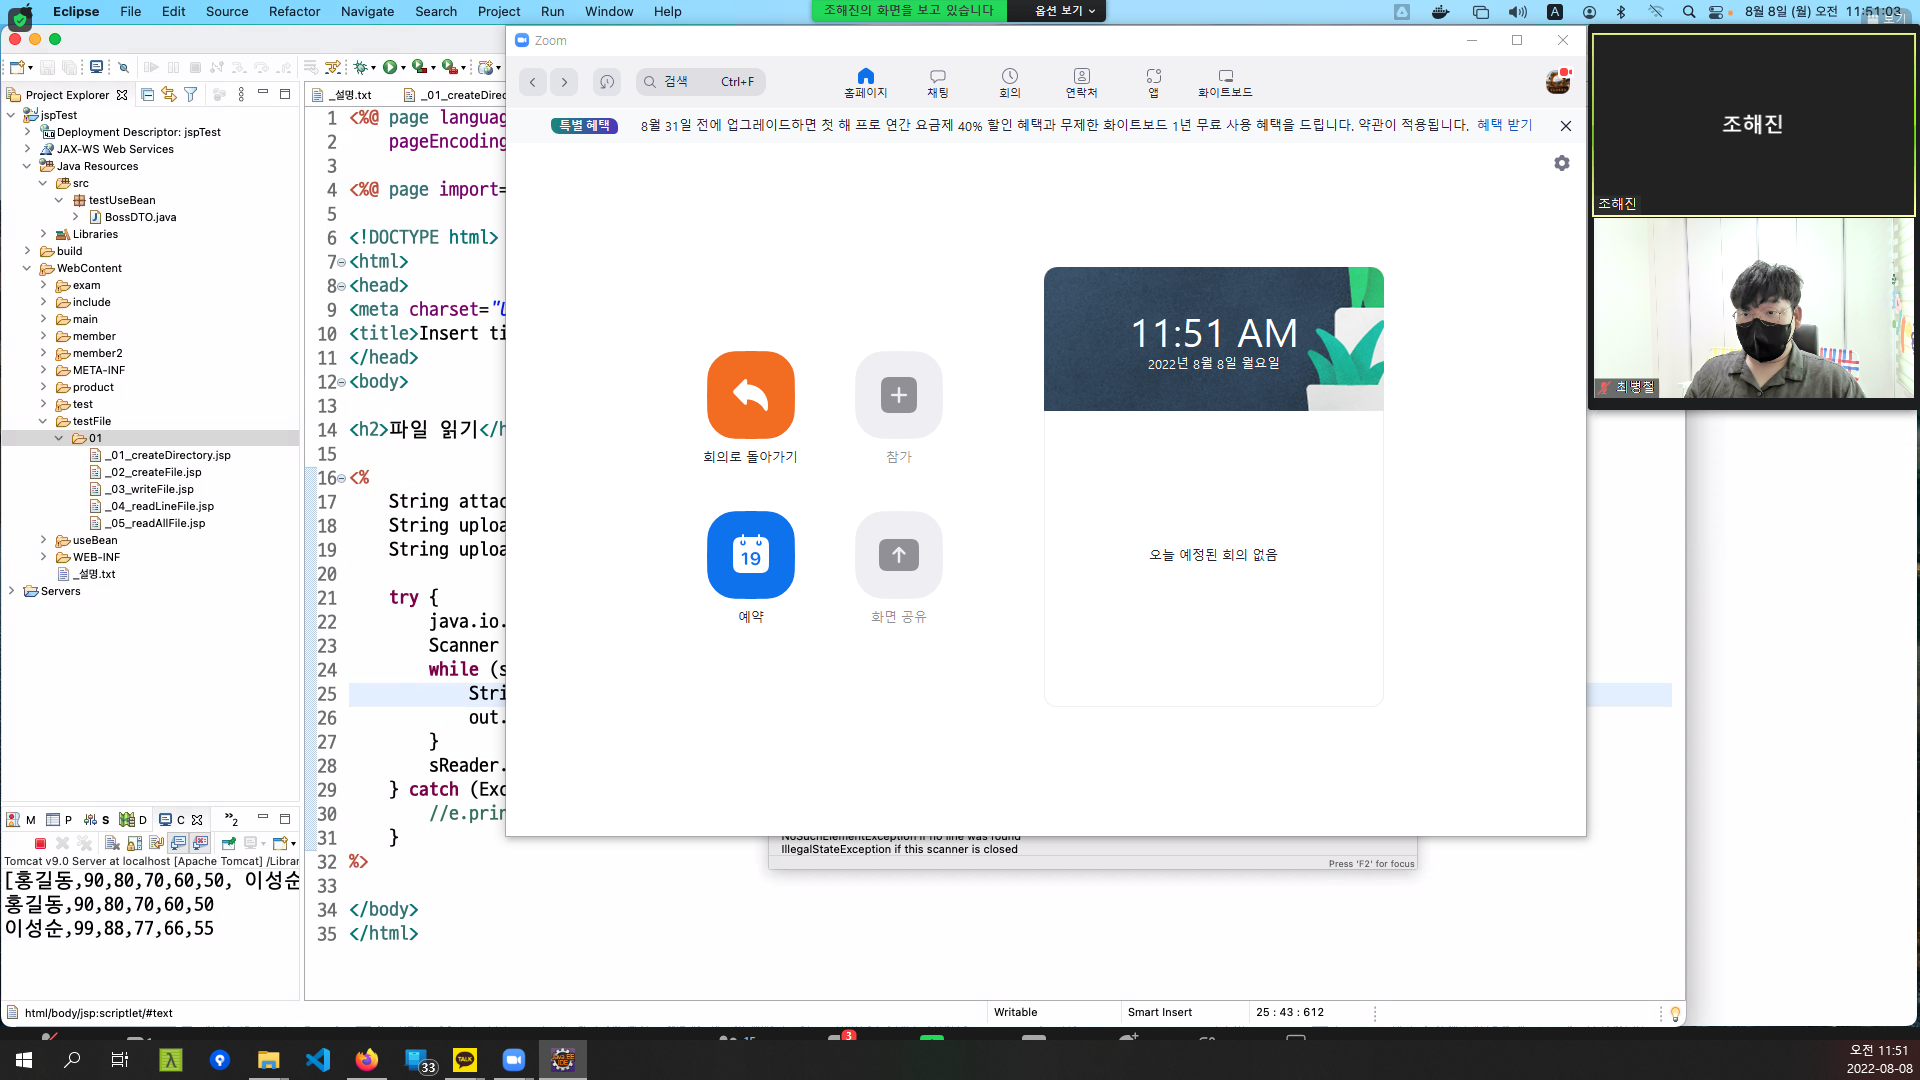 Eclipse File Edit Source Refactor Navigate Search Project Run Window Help
조해진의 화면을 보고 있습니다 옵션 보기
A 8월 8일 (월) 오전 11:51:03
보기
Zoom
검색 Ctrl+F
홈페이지 채팅 회의 연락처 앱 화이트보드
특별 혜택 8월 31일 전에 업그레이드하면 첫 해 프로 연간 요금제 40% 할인 혜택과 무제한 화이트보드 1년 무료 사용 혜택을 드립니다. 약관이 적용됩니다. 혜택 받기
Project Explorer
jspTest
Deployment Descriptor: jspTest
JAX-WS Web Services
Java Resources
src
testUseBean
BossDTO.java
Libraries
build
WebContent
exam
include
main
member
member2
META-INF
product
test
testFile
01
_01_createDirectory.jsp
_02_createFile.jsp
_03_writeFile.jsp
_04_readLineFile.jsp
_05_readAllFile.jsp
useBean
WEB-INF
_설명.txt
Servers
_설명.txt _01_createDirec
1 <%@ page languag
2 pageEncoding
3
4 <%@ page import=
5
6 <!DOCTYPE html>
7 <html>
8 <head>
9 <meta charset="U
10 <title>Insert ti
11 </head>
12 <body>
13
14 <h2>파일 읽기</h
15
16 <%
17 String attac
18 String uploa
19 String uploa
20
21 try {
22 java.io.
23 Scanner
24 while (s
25 Stri
26 out.
27 }
28 sReader.
29 } catch (Exc
30 //e.prin
31 }
32 %>
33
34 </body>
35 </html>
회의로 돌아가기 참가
19
예약 화면 공유
11:51 AM
2022년 8월 8일 월요일
오늘 예정된 회의 없음
조해진
조해진
최병철
NoSuchElementException if no line was found
IllegalStateException if this scanner is closed
Press 'F2' for focus
M P S D C 2
Tomcat v9.0 Server at localhost [Apache Tomcat] /Librar
[홍길동,90,80,70,60,50, 이성순
홍길동,90,80,70,60,50
이성순,99,88,77,66,55
html/body/jsp:scriptlet/#text Writable Smart Insert 25 : 43 : 612
3
33
TALK
오전 11:51
2022-08-08